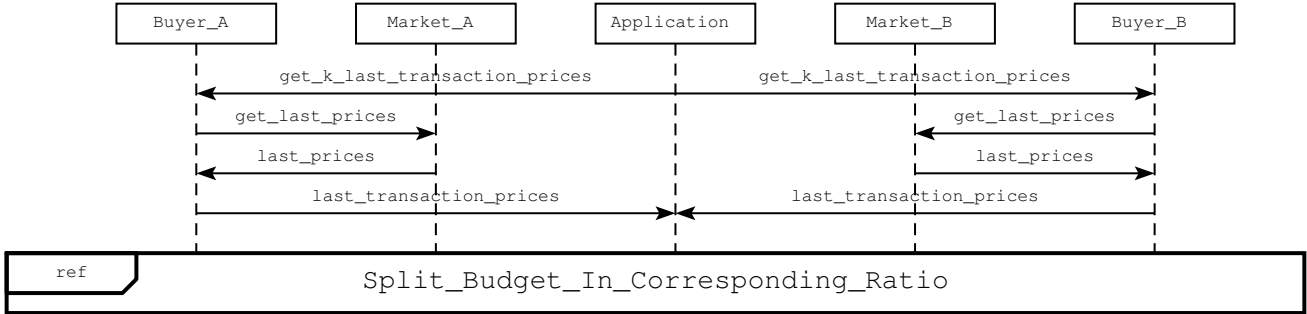 Buyer_A Market_A Application Market_B Buyer_B
get_k_last_transaction_prices get_k_last_transaction_prices
get_last_prices get_last_prices
last_prices last_prices
last_transaction_prices last_transaction_prices
ref Split_Budget_In_Corresponding_Ratio